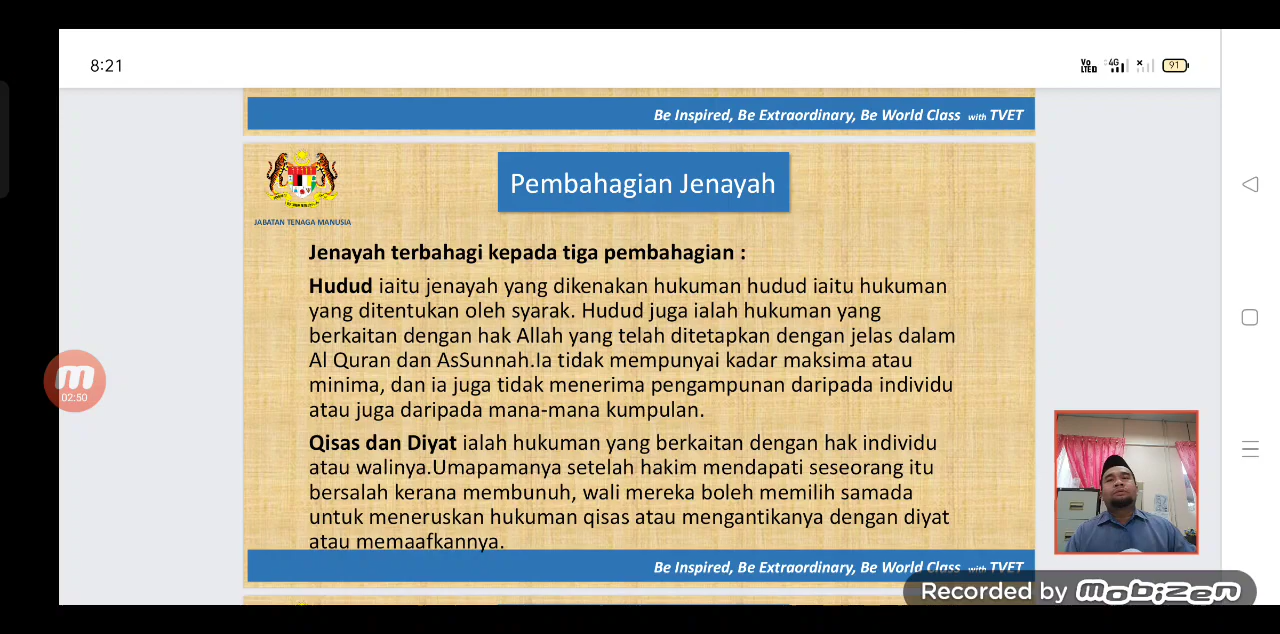 8:21
Vo LTED 4G 91
Be Inspired, Be Extraordinary, Be World Class with TVET
Pembahagian Jenayah
JABATAN TENAGA MANUSIA
Jenayah terbahagi kepada tiga pembahagian :
Hudud iaitu jenayah yang dikenakan hukuman hudud iaitu hukuman
yang ditentukan oleh syarak. Hudud juga ialah hukuman yang
berkaitan dengan hak Allah yang telah ditetapkan dengan jelas dalam
Al Quran dan AsSunnah.Ia tidak mempunyai kadar maksima atau
minima, dan ia juga tidak menerima pengampunan daripada individu
atau juga daripada mana-mana kumpulan.
Qisas dan Diyat ialah hukuman yang berkaitan dengan hak individu
atau walinya.Umapamanya setelah hakim mendapati seseorang itu
bersalah kerana membunuh, wali mereka boleh memilih samada
untuk meneruskan hukuman qisas atau mengantikanya dengan diyat
atau memaafkannya.
02:50
Be Inspired, Be Extraordinary, Be World Class with TVET
Recorded by mobizen